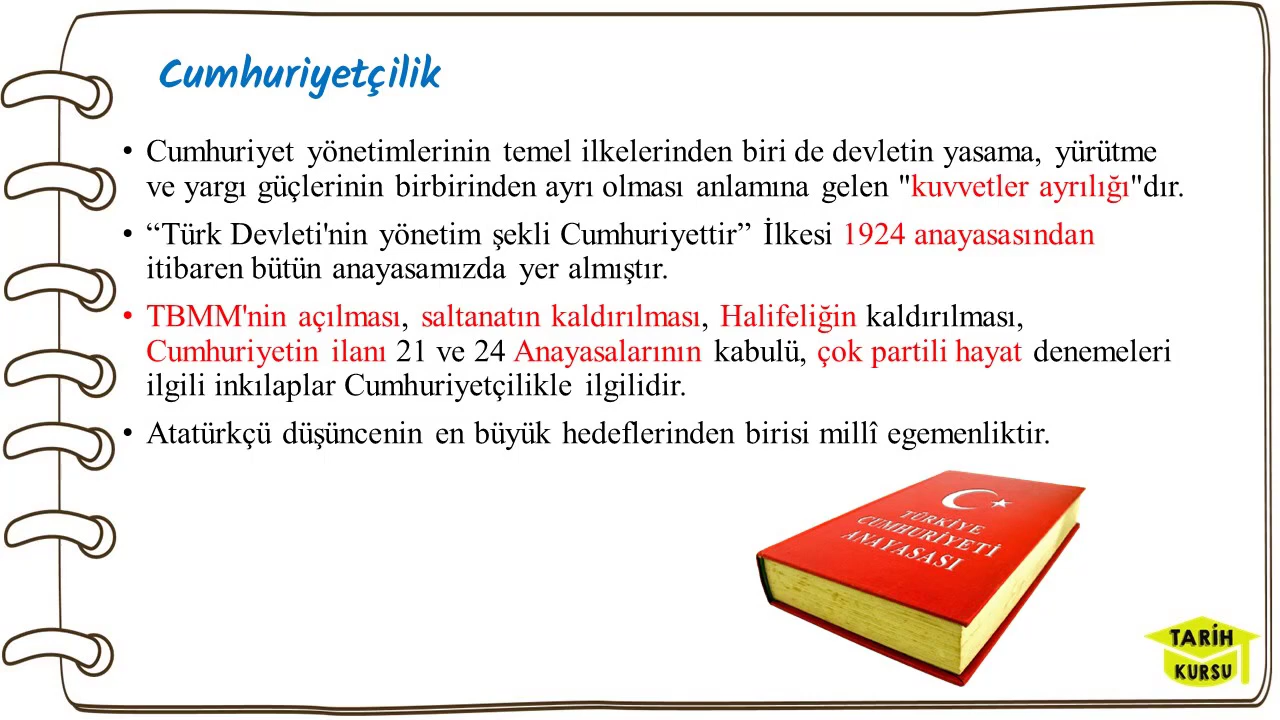 Cumhuriyetçilik
• Cumhuriyet yönetimlerinin temel ilkelerinden biri de devletin yasama, yürütme
ve yargı güçlerinin birbirinden ayrı olması anlamına gelen "kuvvetler ayrılığı"dır.
• “Türk Devleti'nin yönetim şekli Cumhuriyettir” İlkesi 1924 anayasasından
itibaren bütün anayasamızda yer almıştır.
• TBMM'nin açılması, saltanatın kaldırılması, Halifeliğin kaldırılması,
Cumhuriyetin ilanı 21 ve 24 Anayasalarının kabulü, çok partili hayat denemeleri
ilgili inkılaplar Cumhuriyetçilikle ilgilidir.
• Atatürkçü düşüncenin en büyük hedeflerinden birisi millî egemenliktir.
TÜRKİYE
CUMHURİYETİ
ANAYASASI
TARİH
KURSU